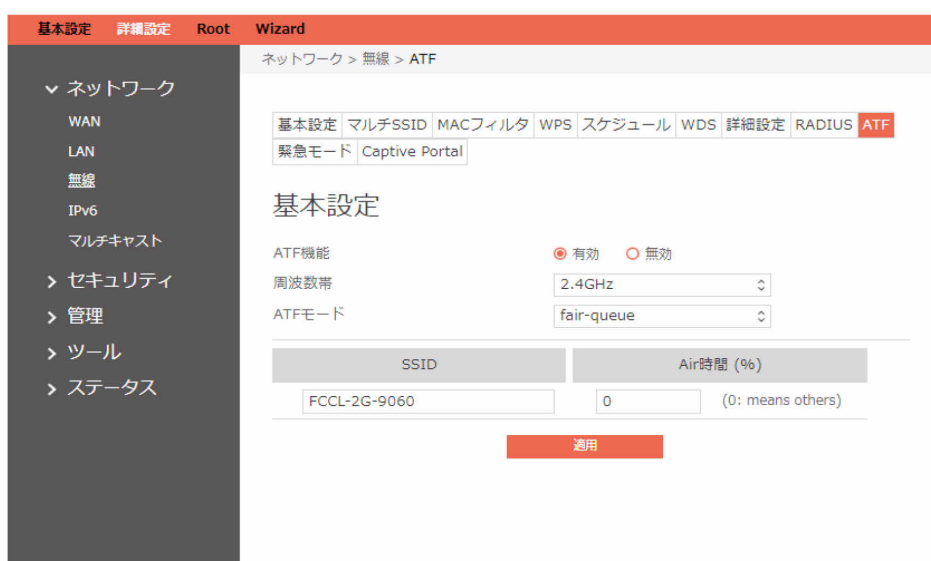 基本設定 詳細設定 Root Wizard
ネットワーク > 無線 > ATF
ネットワーク
WAN
LAN
無線
IPv6
マルチキャスト
セキュリティ
管理
ツール
ステータス
基本設定 マルチSSID MACフィルタ WPS スケジュール WDS 詳細設定 RADIUS ATF
緊急モード Captive Portal
基本設定
ATF機能 有効 無効
周波数帯 2.4GHz
ATFモード fair-queue
SSID Air時間 (%)
FCCL-2G-9060 0 (0: means others)
適用